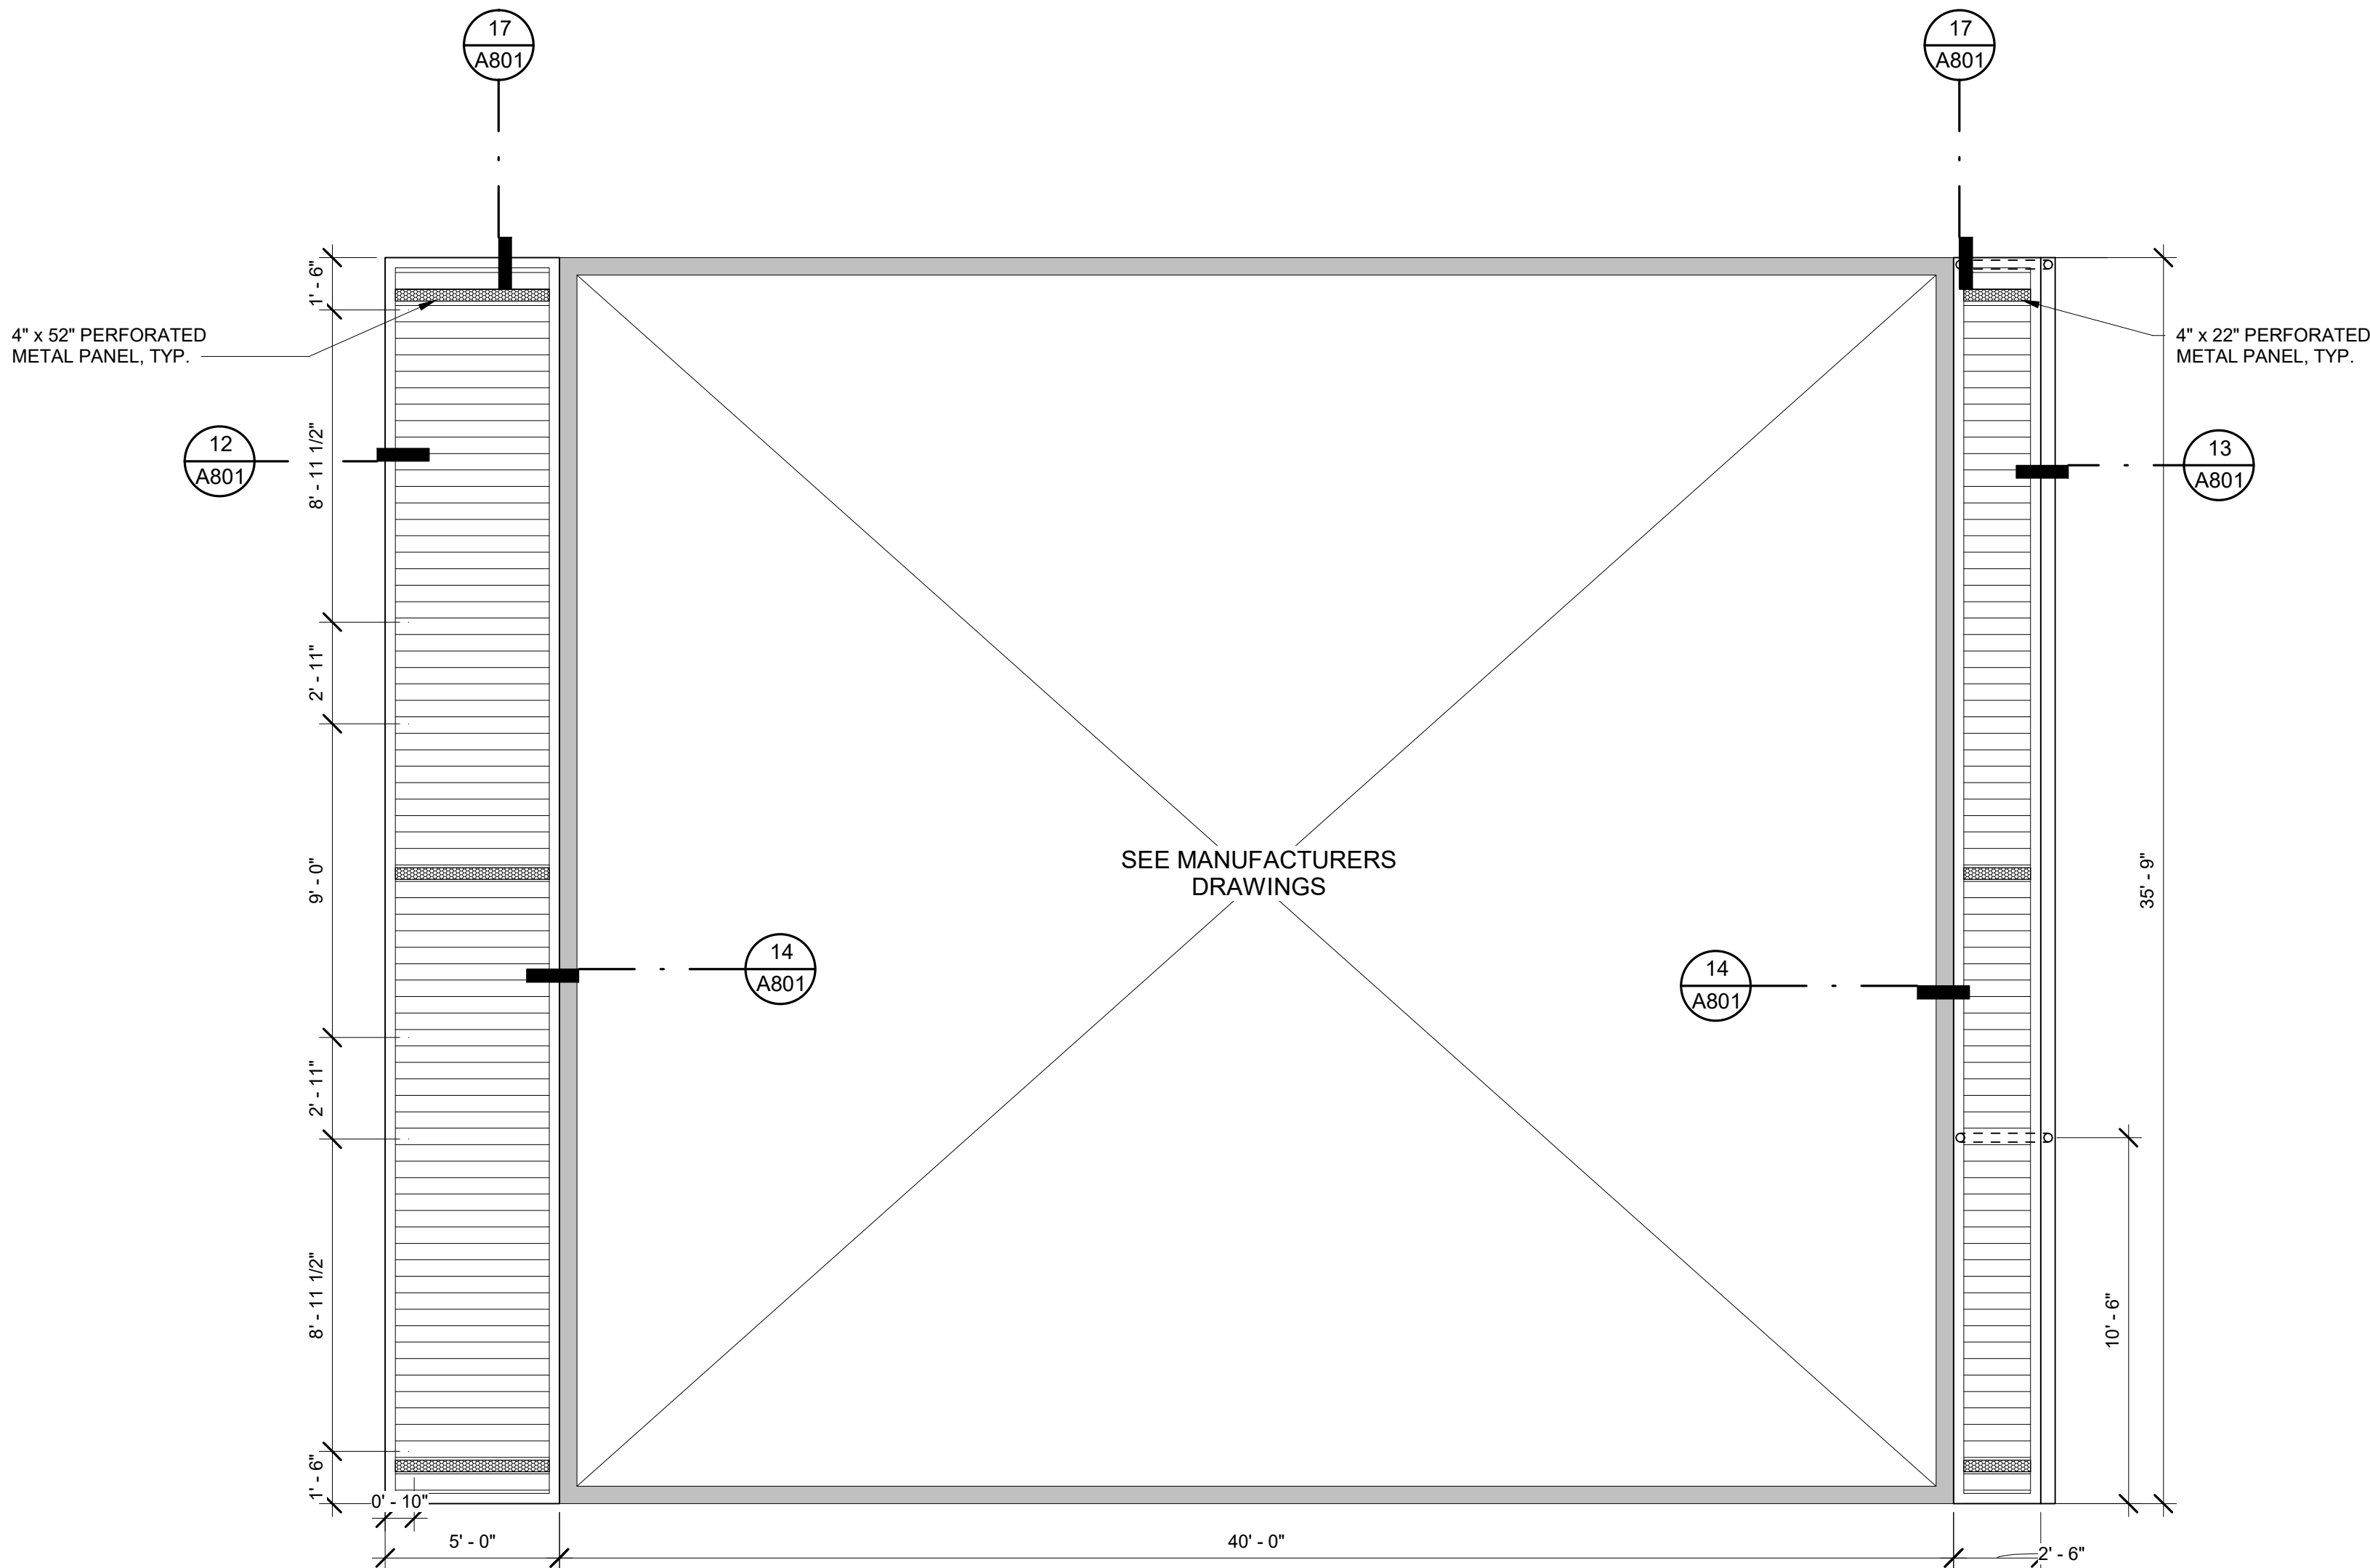 17
A801
17
A801
1' - 6"
4" x 52" PERFORATED
METAL PANEL, TYP.
4" x 22" PERFORATED
METAL PANEL, TYP.
8' - 11 1/2"
12
A801
13
A801
2' - 11"
9' - 0"
SEE MANUFACTURERS
DRAWINGS
35' - 9"
14
A801
14
A801
2' - 11"
8' - 11 1/2"
10' - 6"
1' - 6"
0' - 10"
5' - 0"
40' - 0"
2' - 6"